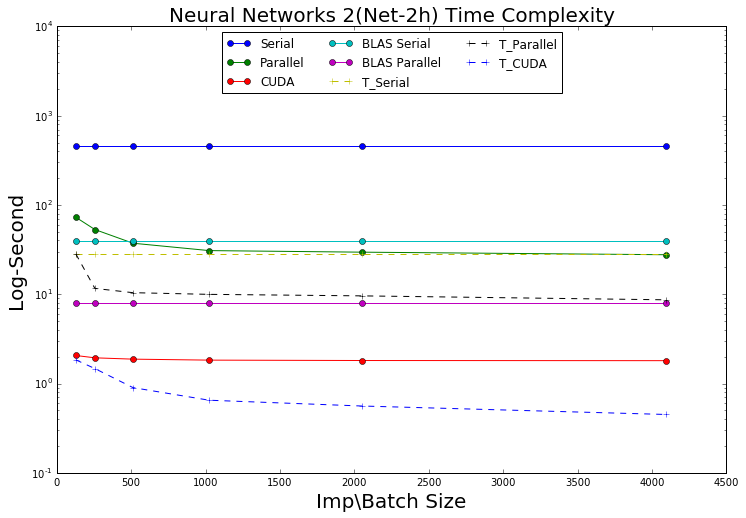 Neural Networks 2(Net-2h) Time Complexity
10^4
10^3
10^2
10^1
10^0
10^-1
Log-Second
Serial
Parallel
CUDA
BLAS Serial
BLAS Parallel
T_Serial
T_Parallel
T_CUDA
0 500 1000 1500 2000 2500 3000 3500 4000 4500
Imp\Batch Size